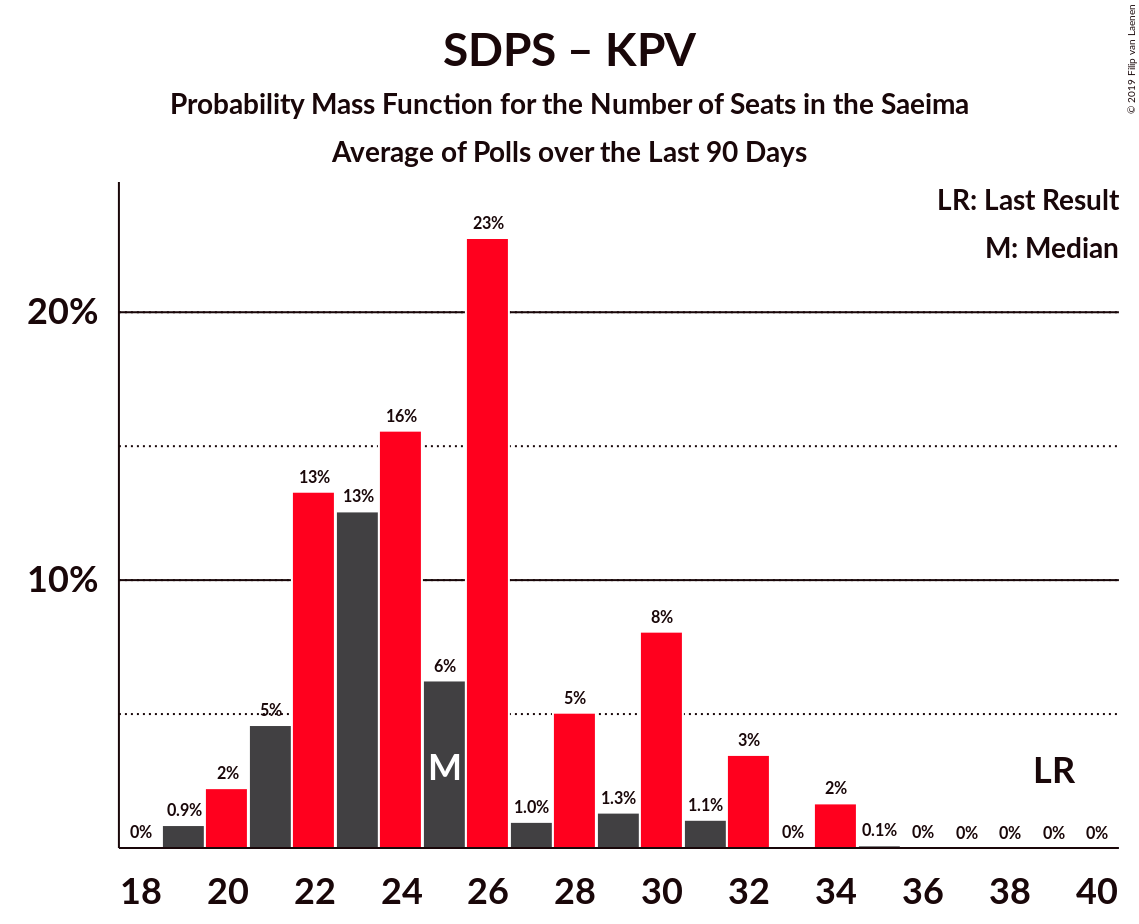 SDPS – KPV
Probability Mass Function for the Number of Seats in the Saeima
Average of Polls over the Last 90 Days
© 2019 Filip van Laenen
LR: Last Result
M: Median
20%
10%
0%
0.9%
2%
5%
13%
13%
16%
6%
23%
1.0%
5%
1.3%
8%
1.1%
3%
0%
2%
0.1%
0%
0%
0%
0%
0%
M
LR
18 20 22 24 26 28 30 32 34 36 38 40